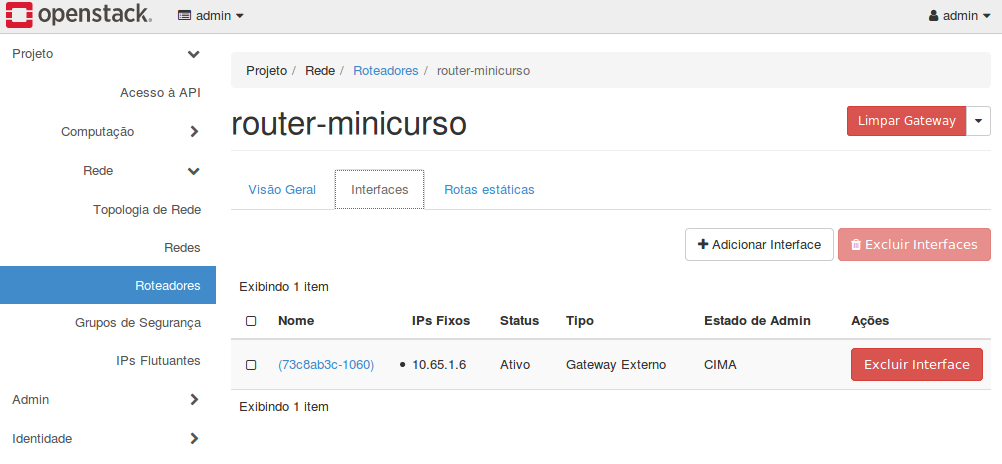 openstack. admin admin
Projeto
Acesso à API
Computação
Rede
Topologia de Rede
Redes
Roteadores
Grupos de Segurança
IPs Flutuantes
Admin
Identidade
Projeto / Rede / Roteadores / router-minicurso
router-minicurso
Limpar Gateway
Visão Geral Interfaces Rotas estáticas
+ Adicionar Interface Excluir Interfaces
Exibindo 1 item
Nome IPs Fixos Status Tipo Estado de Admin Ações
(73c8ab3c-1060) • 10.65.1.6 Ativo Gateway Externo CIMA Excluir Interface
Exibindo 1 item